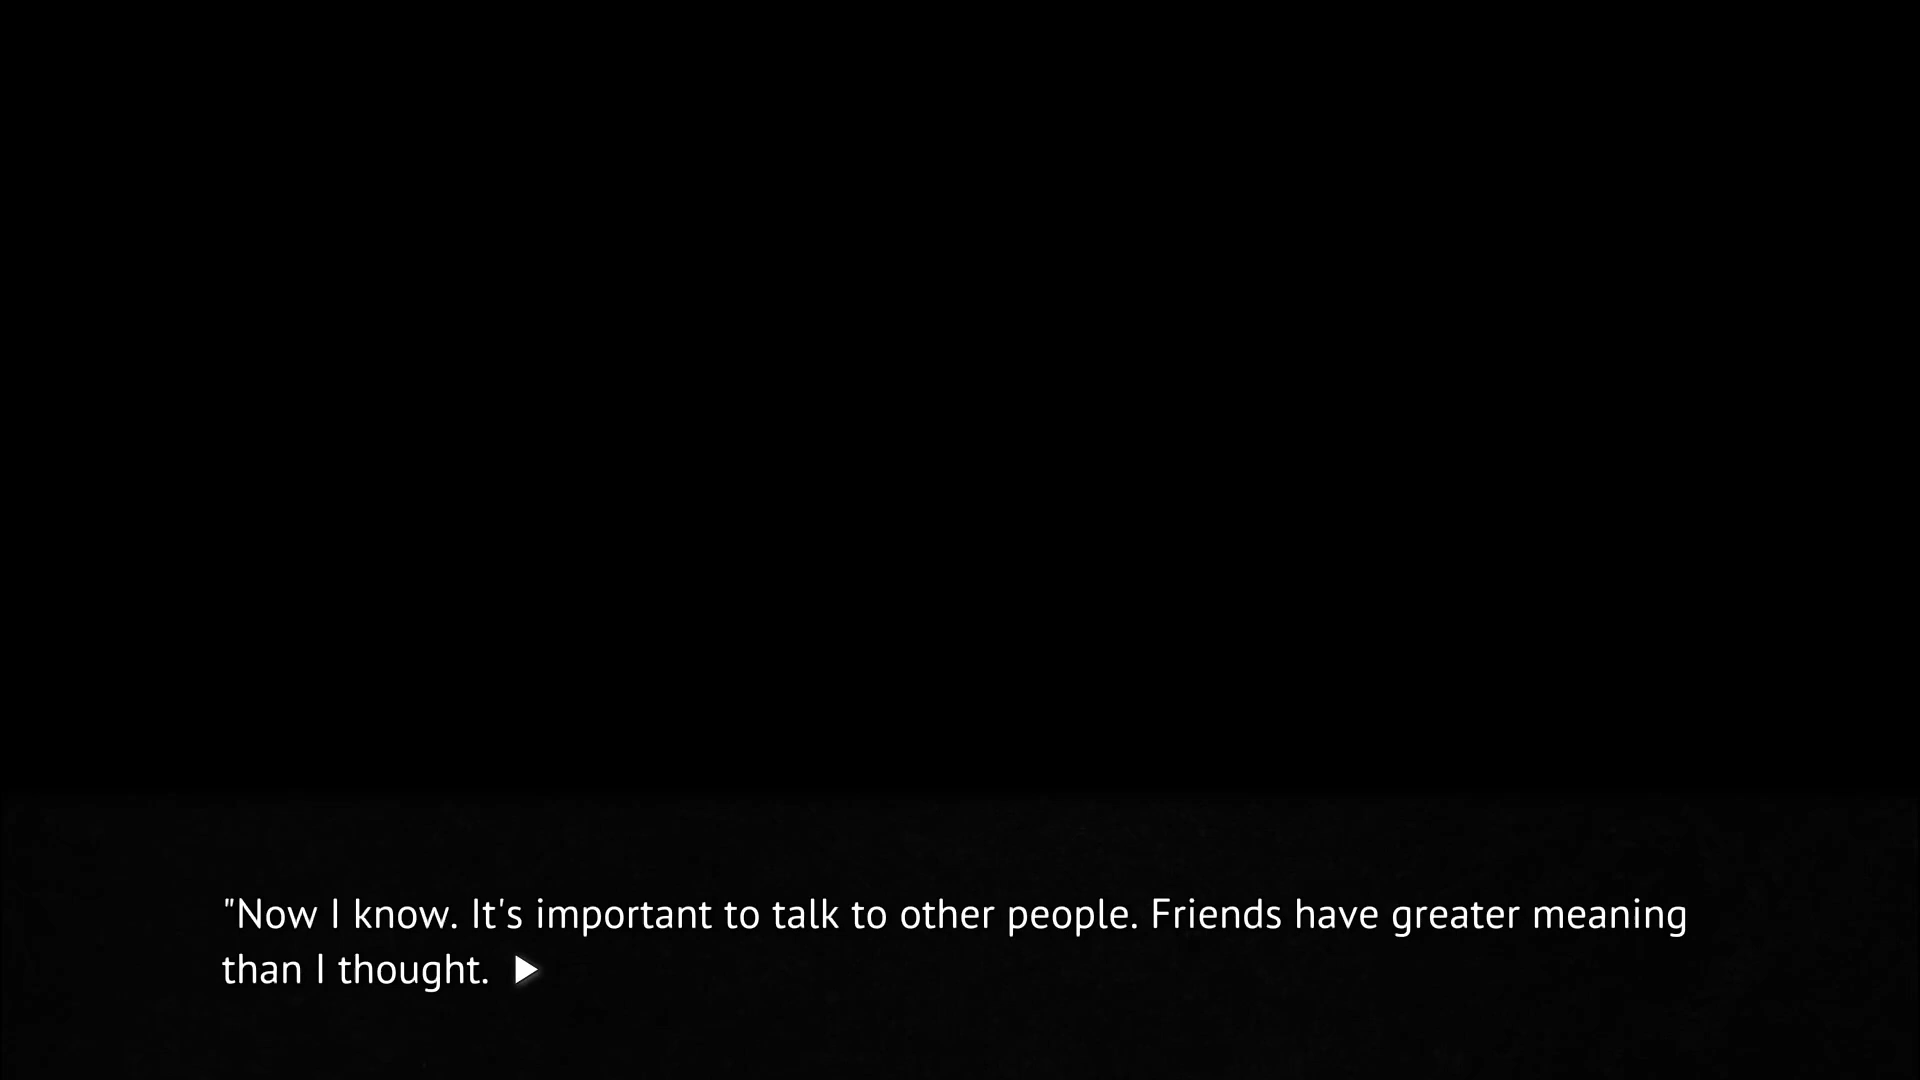 "Now I know. It's important to talk to other people. Friends have greater meaning
than I thought.